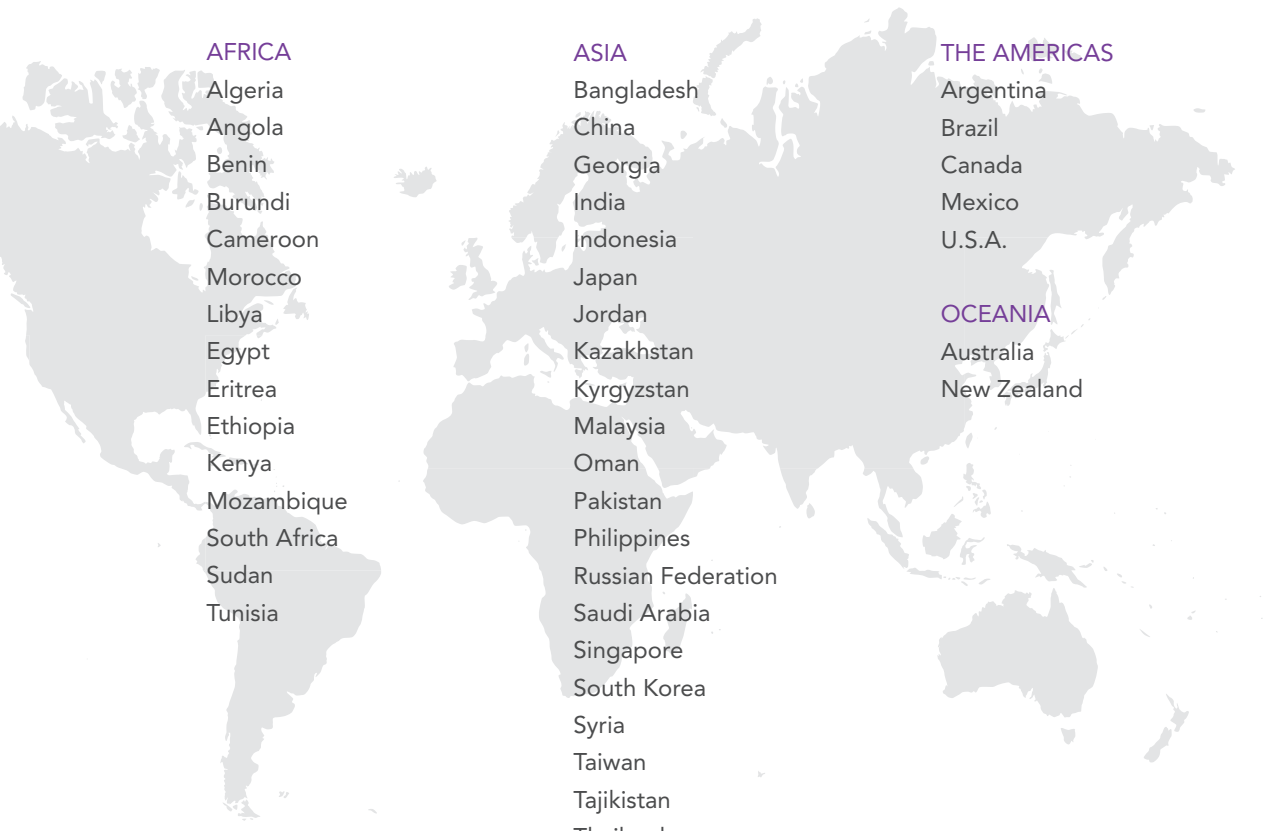 AFRICA
Algeria
Angola
Benin
Burundi
Cameroon
Morocco
Libya
Egypt
Eritrea
Ethiopia
Kenya
Mozambique
South Africa
Sudan
Tunisia
ASIA
Bangladesh
China
Georgia
India
Indonesia
Japan
Jordan
Kazakhstan
Kyrgyzstan
Malaysia
Oman
Pakistan
Philippines
Russian Federation
Saudi Arabia
Singapore
South Korea
Syria
Taiwan
Tajikistan
THE AMERICAS
Argentina
Brazil
Canada
Mexico
U.S.A.
OCEANIA
Australia
New Zealand